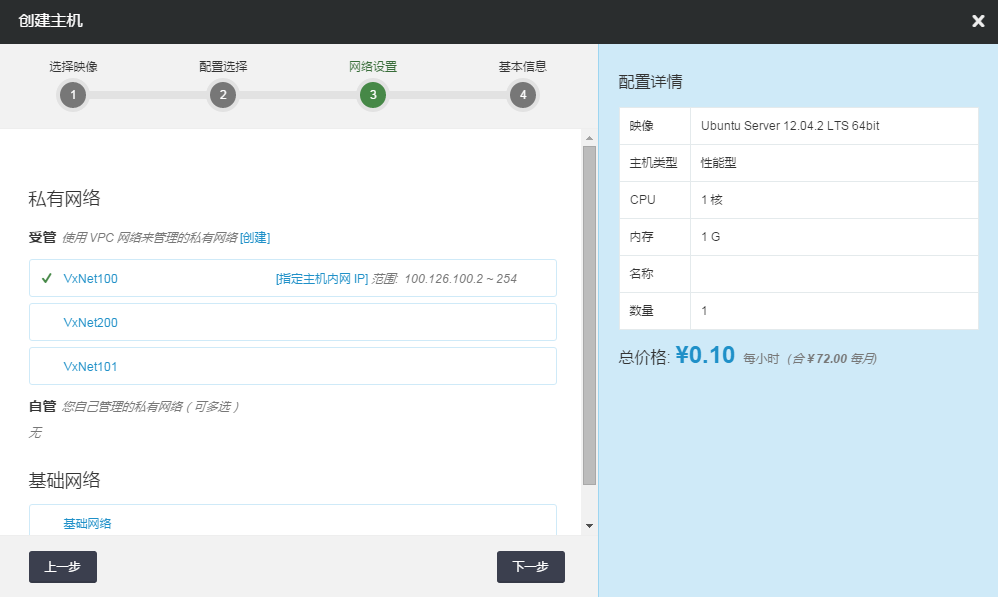 创建主机
选择映像 配置选择 网络设置 基本信息
1 2 3 4
私有网络
受管 使用 VPC 网络来管理的私有网络 [创建]
VxNet100 [指定主机内网 IP] 范围: 100.126.100.2 ~ 254
VxNet200
VxNet101
自管 您自己管理的私有网络 ( 可多选 )
无
基础网络
基础网络
上一步 下一步
配置详情
映像 Ubuntu Server 12.04.2 LTS 64bit
主机类型 性能型
CPU 1 核
内存 1 G
名称
数量 1
总价格: ¥0.10 每小时 (合 ¥ 72.00 每月)